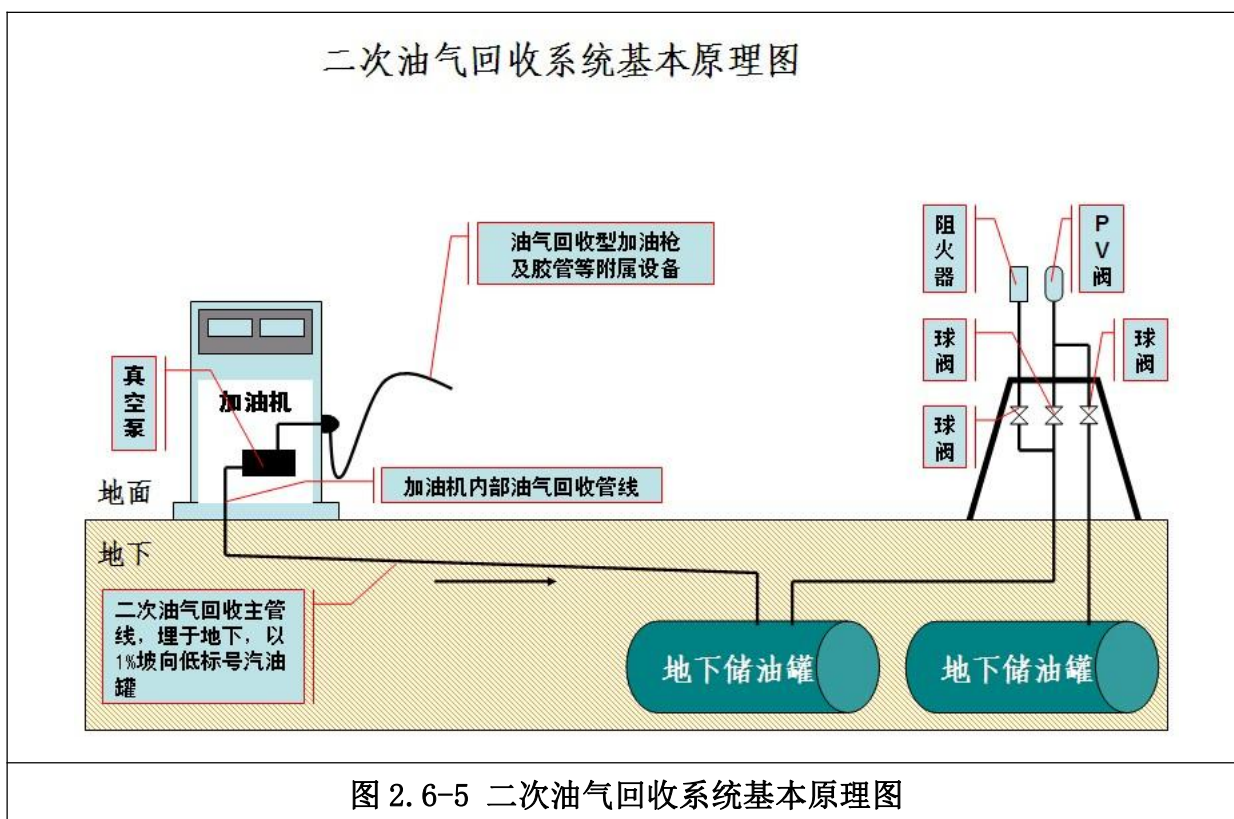 二次油气回收系统基本原理图
油气回收型加油枪
及胶管等附属设备
阻
火
器
P
V
阀
球
阀
球
阀
真
空
泵
加油机
球
阀
加油机内部油气回收管线
地面
地下
二次油气回收主管
线，埋于地下，以
1%坡向低标号汽油
罐
地下储油罐
地下储油罐
图 2.6-5 二次油气回收系统基本原理图